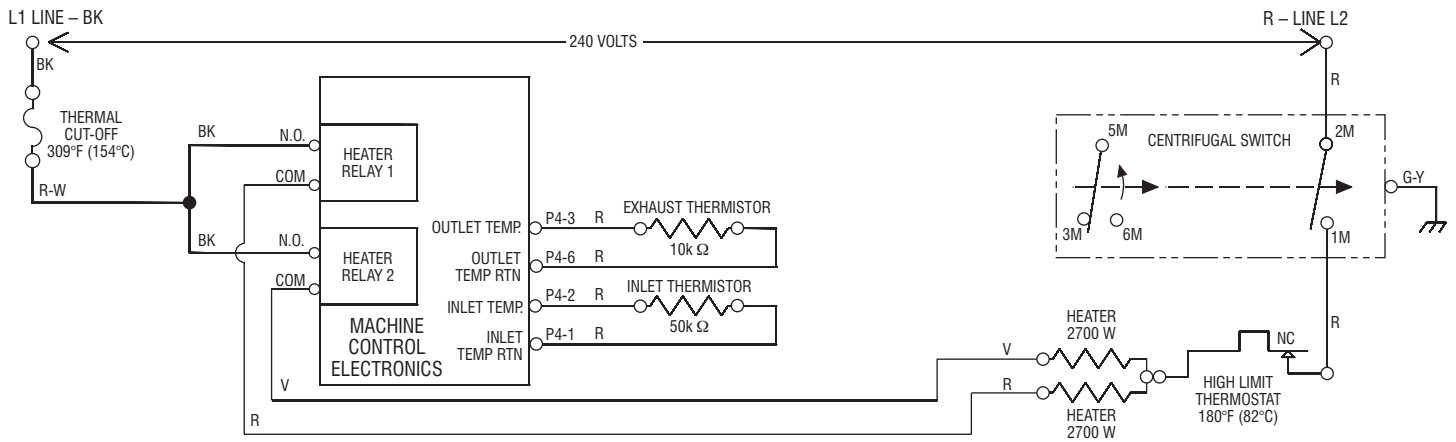 L1 LINE – BK
R – LINE L2
240 VOLTS
BK
R
THERMAL
CUT-OFF
309°F (154°C)
R-W
BK
N.O.
HEATER
RELAY 1
COM
BK
N.O.
HEATER
RELAY 2
COM
MACHINE
CONTROL
ELECTRONICS
OUTLET TEMP.
P4-3
R
EXHAUST THERMISTOR
10k Ω
OUTLET
TEMP RTN
P4-6
R
INLET TEMP.
P4-2
R
INLET THERMISTOR
50k Ω
INLET
TEMP RTN
P4-1
R
CENTRIFUGAL SWITCH
5M
2M
3M
6M
1M
G-Y
R
HEATER
2700 W
V
R
HEATER
2700 W
NC
HIGH LIMIT
THERMOSTAT
180°F (82°C)
V
R